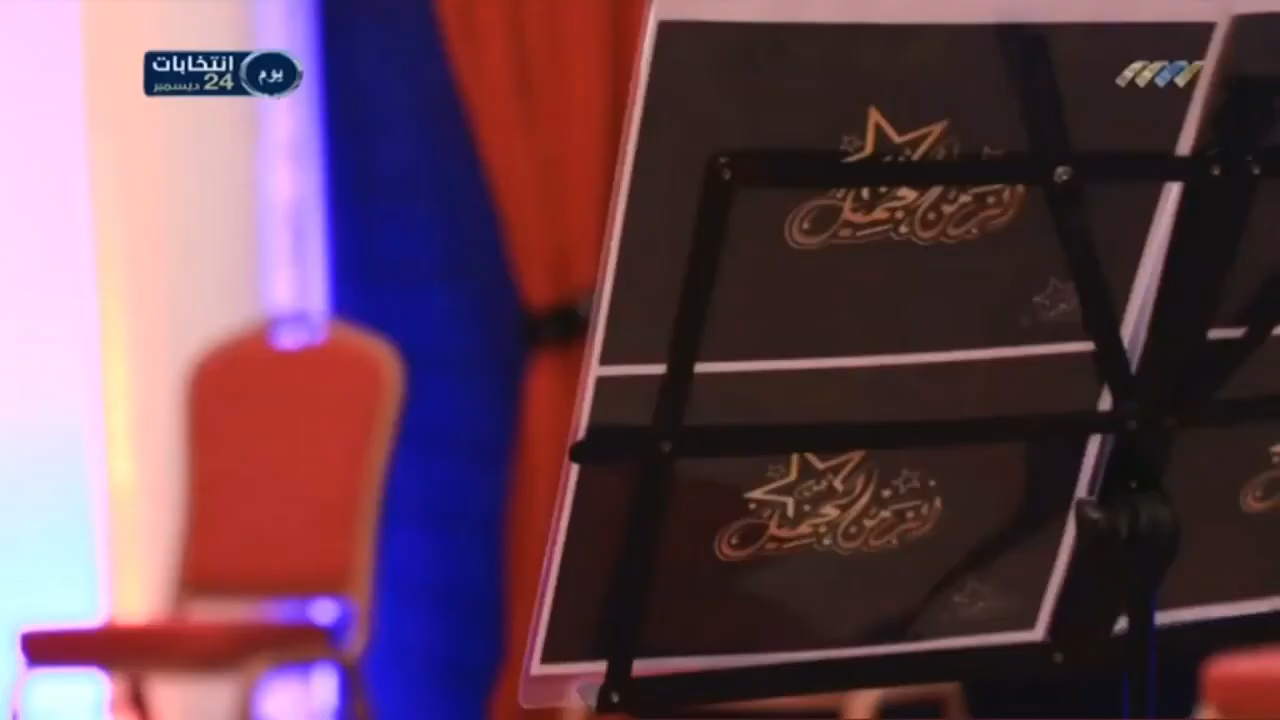 يوم
انتخابات
24 ديسمبر
الزمن الجميل
الزمن الجميل